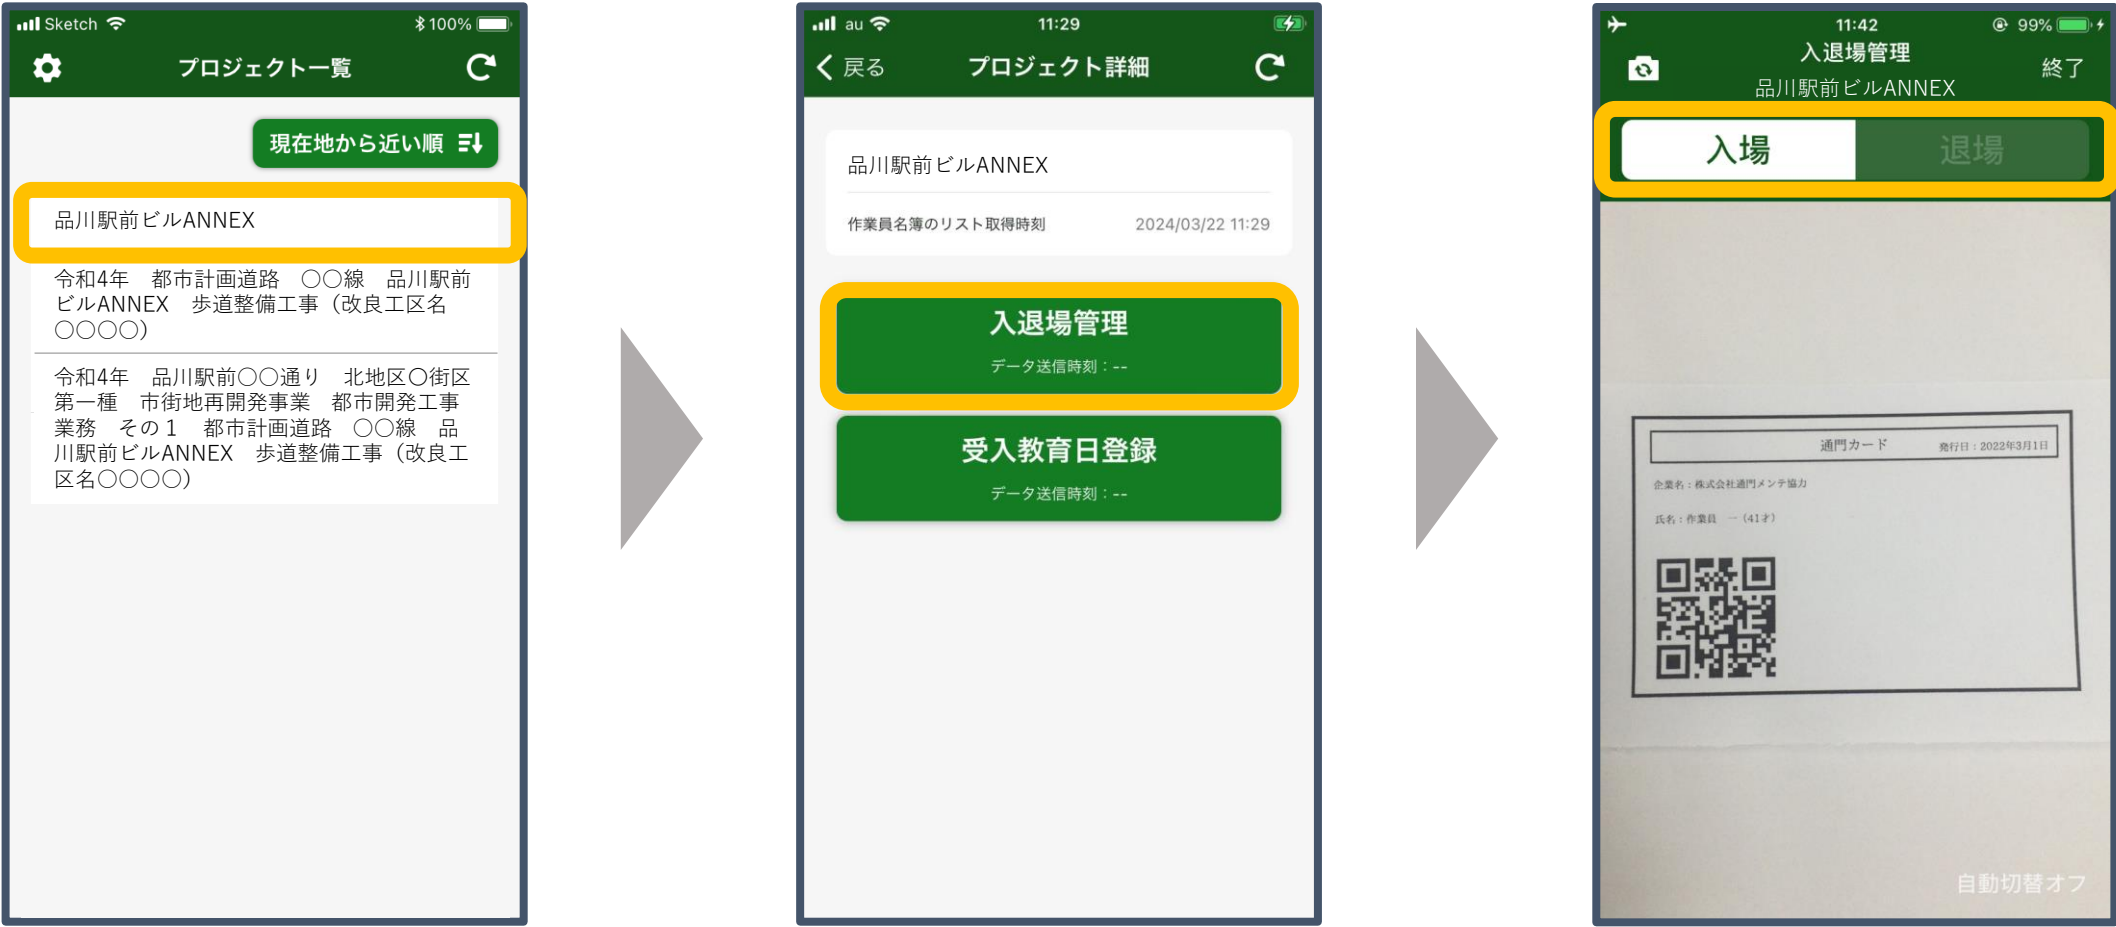 Sketch 100%
プロジェクト一覧
現在地から近い順
品川駅前ビルANNEX
令和4年　都市計画道路　○○線　品川駅前
ビルANNEX　歩道整備工事（改良工区名
○○○○）
令和4年　品川駅前○○通り　北地区○街区
第一種　市街地再開発事業　都市開発工事
業務　その１　都市計画道路　○○線　品
川駅前ビルANNEX　歩道整備工事（改良工
区名○○○○）
au 11:29
戻る プロジェクト詳細
品川駅前ビルANNEX
作業員名簿のリスト取得時刻 2024/03/22 11:29
入退場管理
データ送信時刻：--
受入教育日登録
データ送信時刻：--
11:42 99%
入退場管理
終了
品川駅前ビルANNEX
入場 退場
通門カード 発行日：2022年3月1日
企業名：株式会社通門メンテ協力
氏名：作業員　一（41才）
自動切替オフ